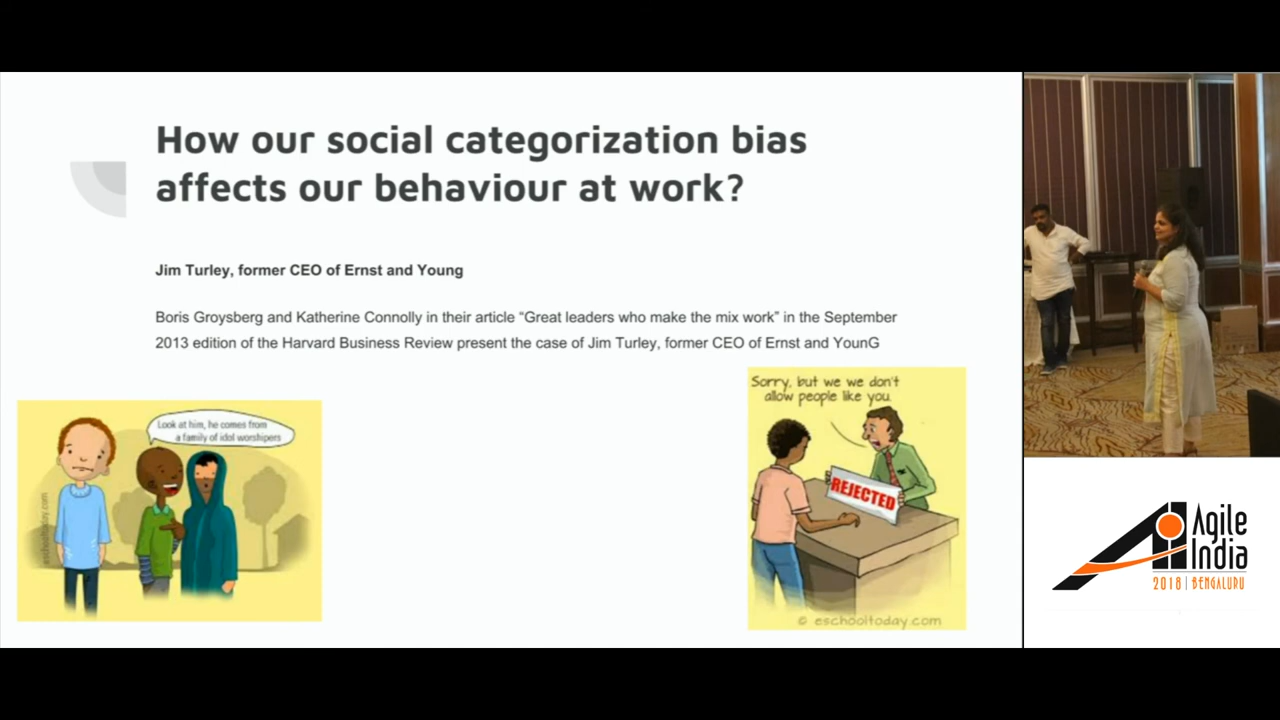 How our social categorization bias
affects our behaviour at work?
Jim Turley, former CEO of Ernst and Young
Boris Groysberg and Katherine Connolly in their article “Great leaders who make the mix work” in the September
2013 edition of the Harvard Business Review present the case of Jim Turley, former CEO of Ernst and YounG
Look at him, he comes from
a family of idol worshipers
eschooltoday.com
Sorry, but we we don't
allow people like you.
REJECTED
© eschooltoday.com
Agile
India
2018 | BENGALURU